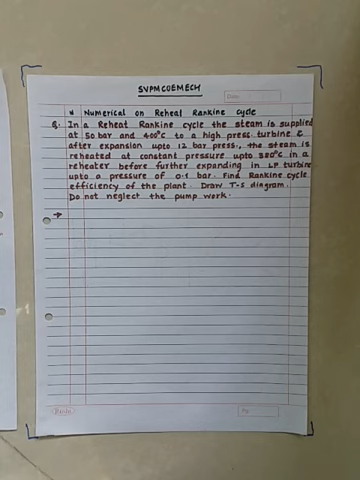 SVPMCOEMECH
Date:
* Numerical on Reheal Rankine Cycle
Q. In a Reheat Rankine cycle the steam is supplied
at 50 bar and 400°C to a high press. turbine &
after expansion upto 12 bar press., the steam is
reheated at constant pressure upto 380°C in a
reheater before further expanding in LP turbine
upto a pressure of 0.1 bar. Find Rankine cycle
efficiency of the plant. Draw T-S diagram.
Do not neglect the pump work.
→
Pg.